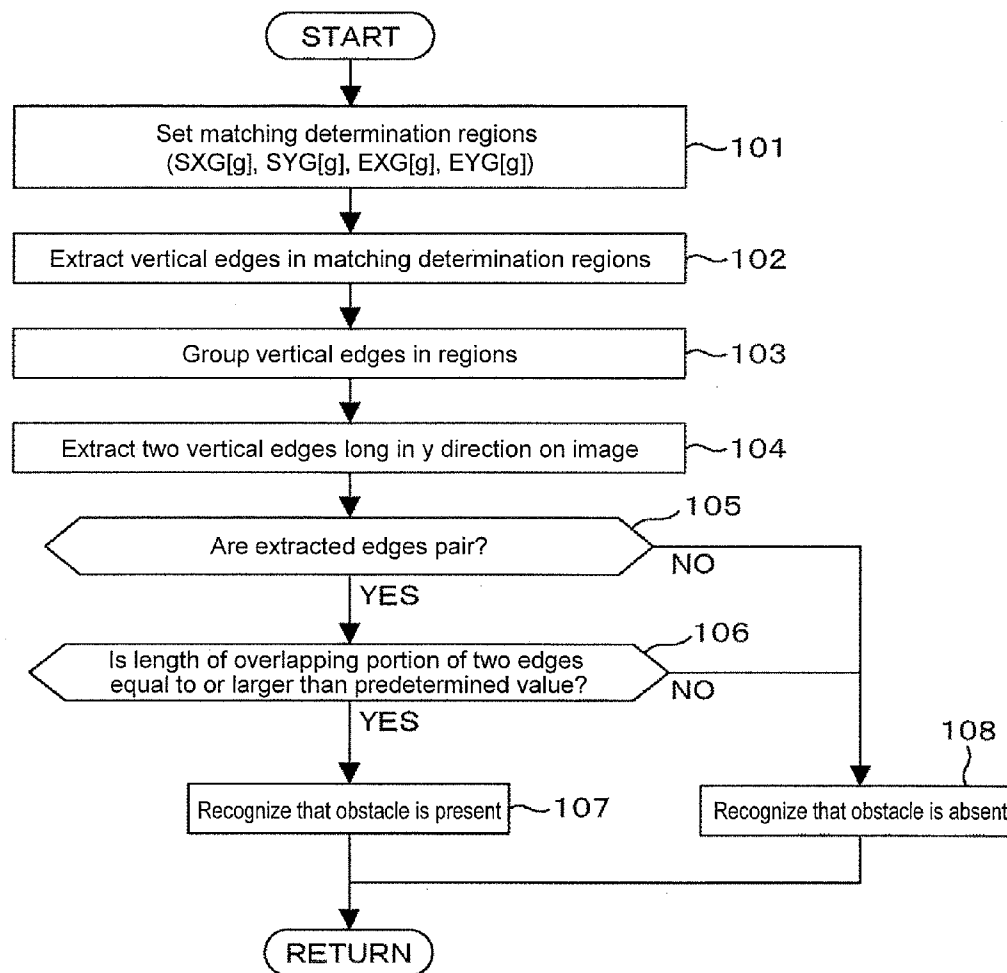 START
Set matching determination regions
(SXG[g], SYG[g], EXG[g], EYG[g])
101
Extract vertical edges in matching determination regions
102
Group vertical edges in regions
103
Extract two vertical edges long in y direction on image
104
105
Are extracted edges pair?
NO
YES
106
Is length of overlapping portion of two edges
equal to or larger than predetermined value?
NO
YES
108
Recognize that obstacle is present
107
Recognize that obstacle is absent
RETURN